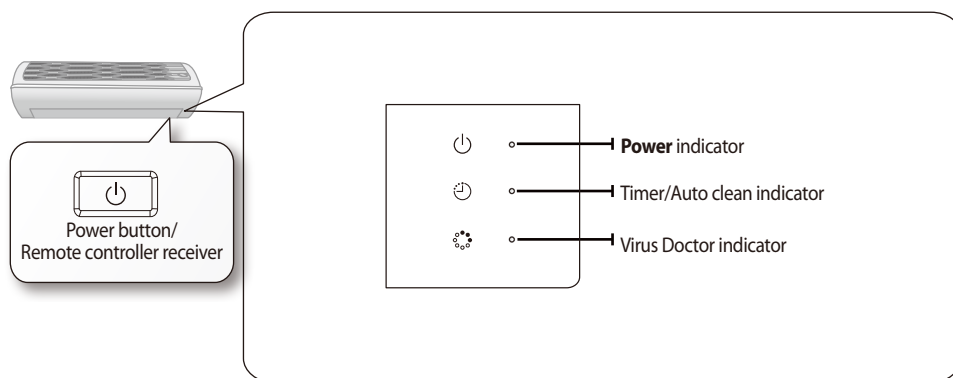 Power indicator
Timer/Auto clean indicator
Virus Doctor indicator
Power button/
Remote controller receiver